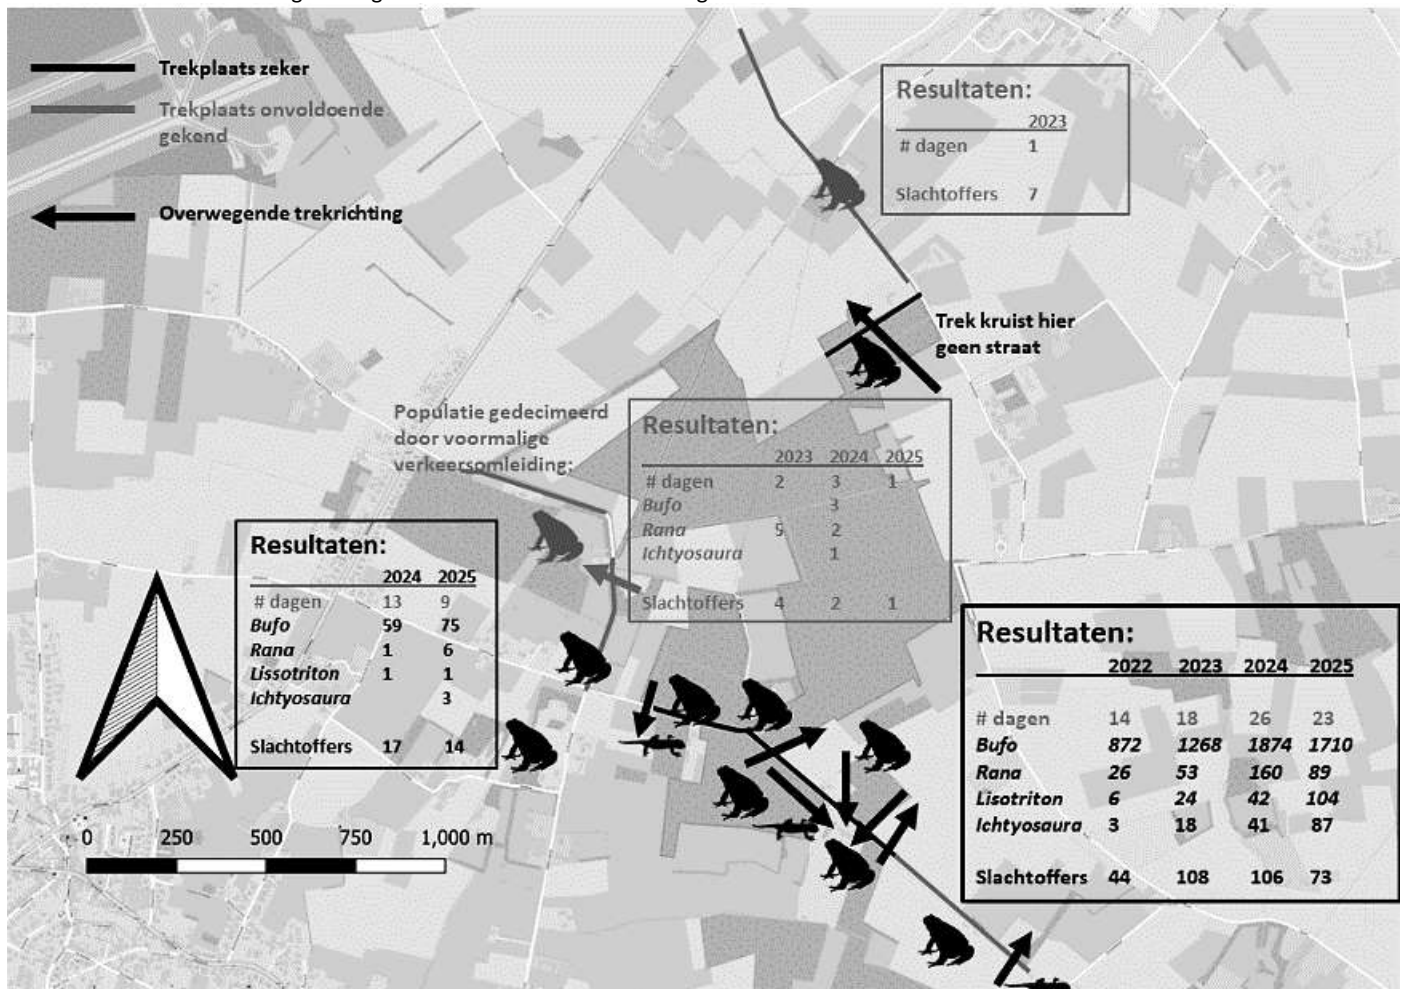 Trekplaats zeker
Trekplaats onvoldoende
gekend
Overwegende trekrichting
Resultaten:
2023
# dagen 1
Slachtoffers 7
Trek kruist hier
geen straat
Populatie gedecimeerd
door voormalige
verkeersomleiding:
Resultaten:
2023 2024 2025
# dagen 2 3 1
Bufo 3
Rana 5 2
Ichtyosaura 1
Slachtoffers 4 2 1
Resultaten:
2024 2025
# dagen 13 9
Bufo 59 75
Rana 1 6
Lissotriton 1 1
Ichtyosaura 3
Slachtoffers 17 14
Resultaten:
2022 2023 2024 2025
# dagen 14 18 26 23
Bufo 872 1268 1874 1710
Rana 26 53 160 89
Lisotriton 6 24 42 104
Ichtyosaura 3 18 41 87
Slachtoffers 44 108 106 73
0 250 500 750 1,000 m